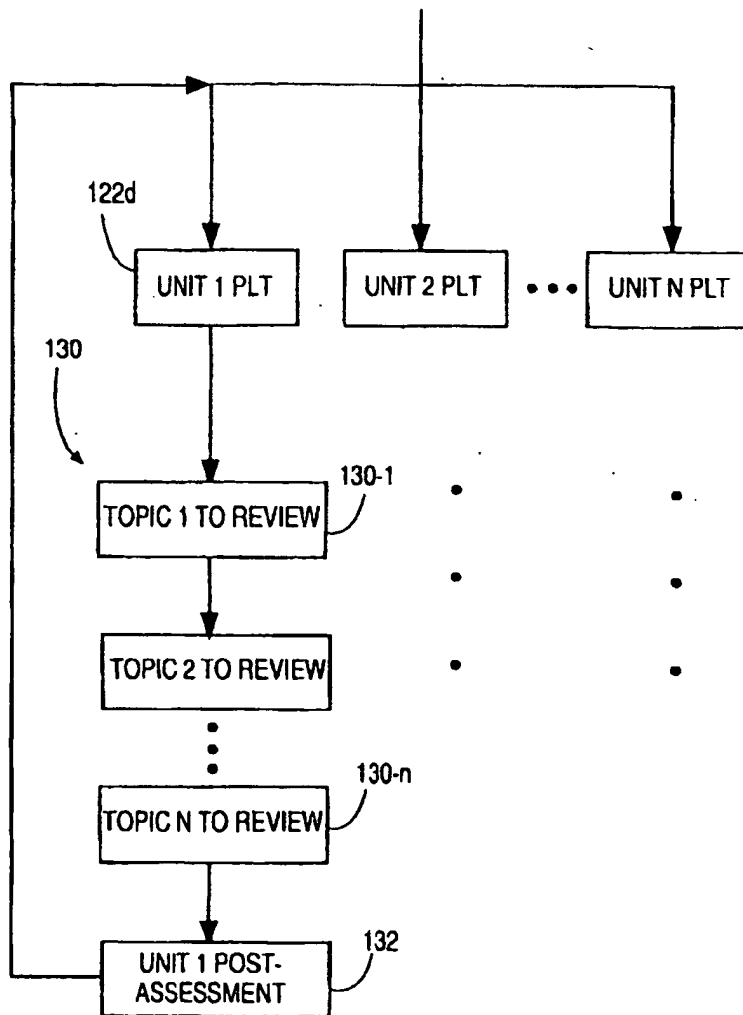 122d
UNIT 1 PLT
UNIT 2 PLT
UNIT N PLT
130
130-1
TOPIC 1 TO REVIEW
TOPIC 2 TO REVIEW
130-n
TOPIC N TO REVIEW
132
UNIT 1 POST-
ASSESSMENT